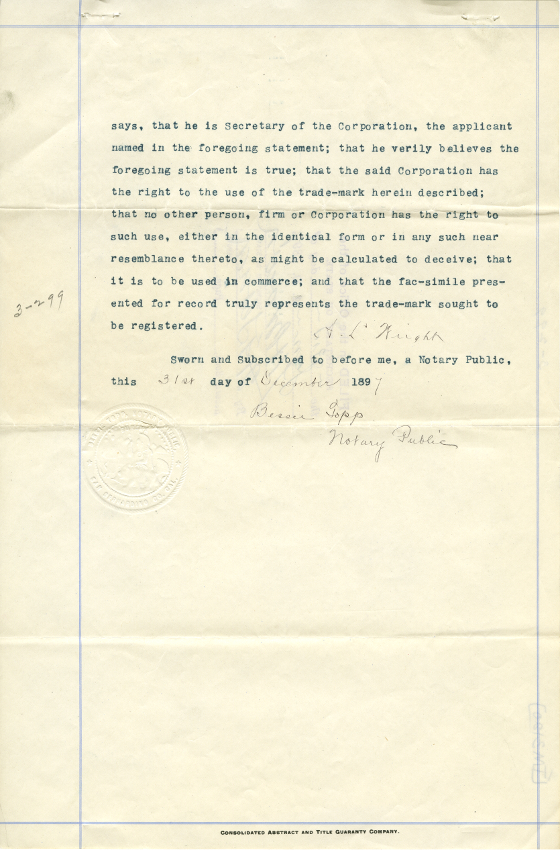 says, that he is Secretary of the Corporation, the applicant
named in the foregoing statement; that he verily believes the
foregoing statement is true; that the said Corporation has
the right to the use of the trade-mark herein described;
that no other person, firm or Corporation has the right to
such use, either in the identical form or in any such near
resemblance thereto, as might be calculated to deceive; that
it is to be used in commerce; and that the fac-simile pres-
ented for record truly represents the trade-mark sought to
be registered.
3-299
Sworn and Subscribed to before me, a Notary Public,
this 31st day of December 1897
Bessie
Notary Public
CONSOLIDATED ABSTRACT AND TITLE GUARANTY COMPANY.